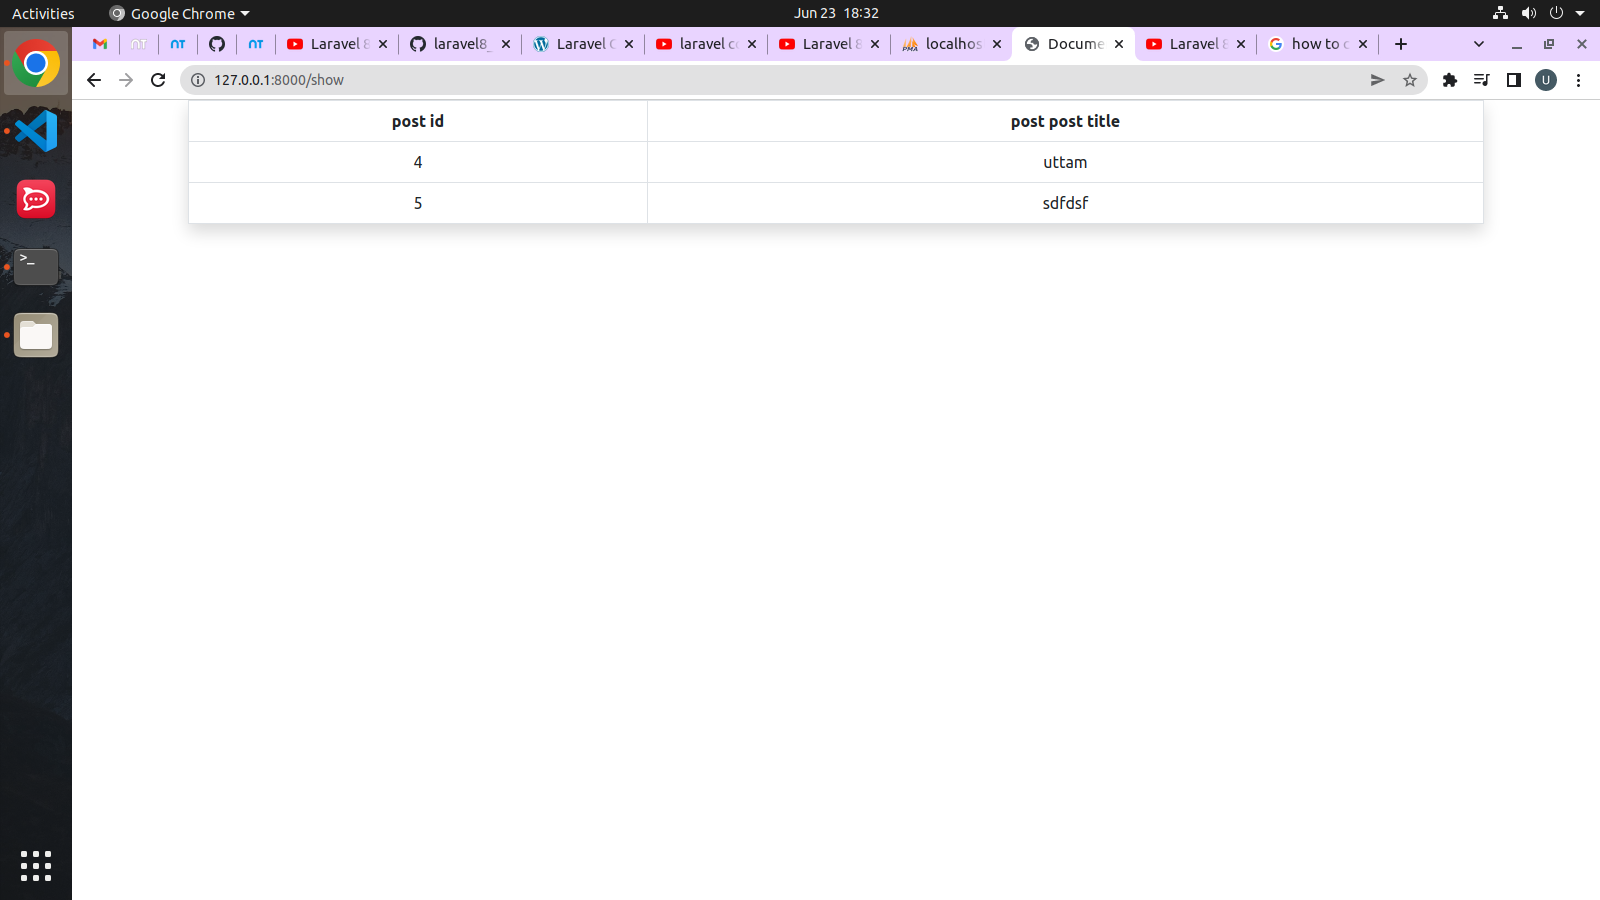 Activities Google Chrome Jun 23 18:32
Laravel 8 laravel8_ Laravel C laravel co Laravel 8 localhos Docume Laravel 8 how to c
127.0.0.1:8000/show U
post id post post title
4 uttam
5 sdfdsf